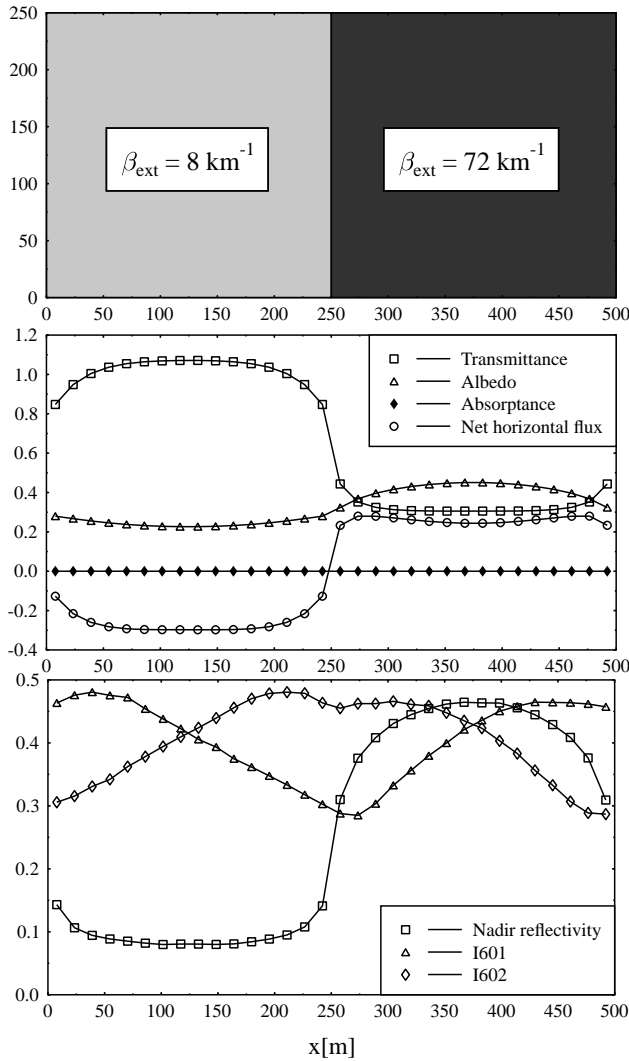 250
200
150
100
50
0
β_ext = 8 km^-1
β_ext = 72 km^-1
0 50 100 150 200 250 300 350 400 450 500
1.2
1.0
0.8
0.6
0.4
0.2
0.0
-0.2
-0.4
Transmittance
Albedo
Absorptance
Net horizontal flux
0 50 100 150 200 250 300 350 400 450 500
0.5
0.4
0.3
0.2
0.1
0.0
Nadir reflectivity
I601
I602
0 50 100 150 200 250 300 350 400 450 500
x[m]